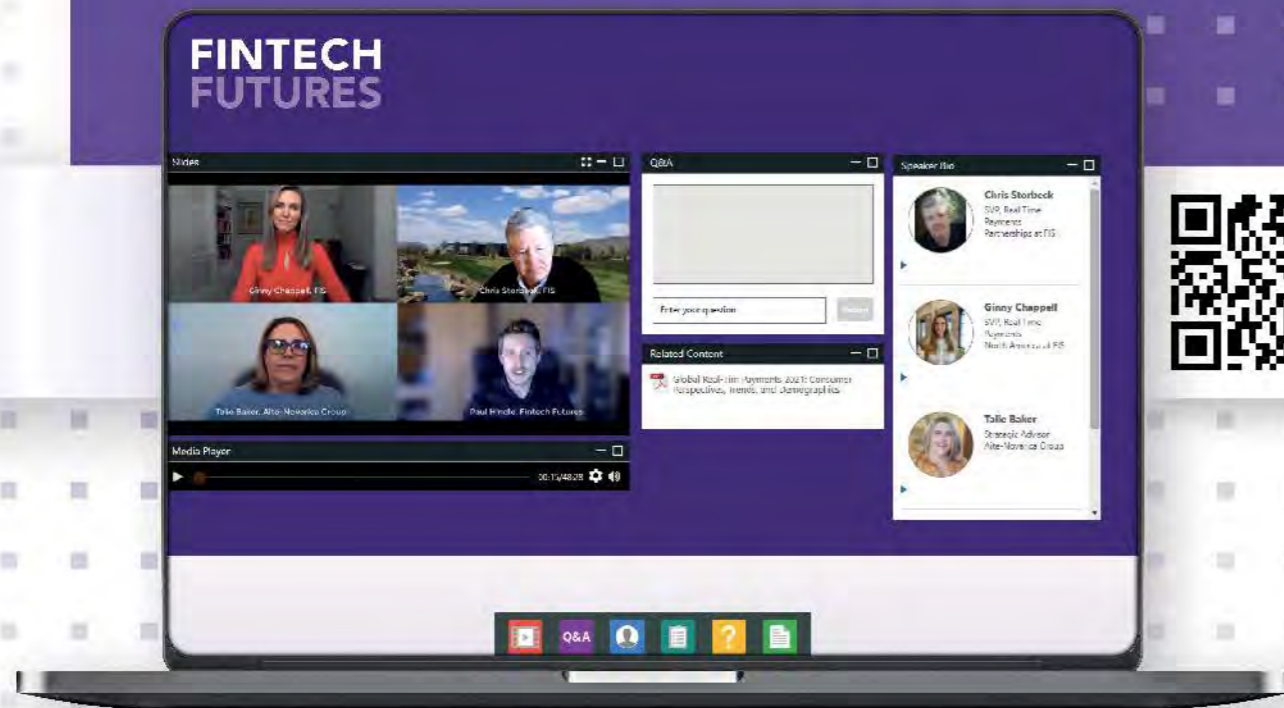 FINTECH
FUTURES
Slides
Ginny Chappell, FIS
Chris Storbeck, FIS
Talie Baker, Aite-Novarica Group
Paul Hindle, Fintech Futures
Media Player
00:15/48:28
Q&A
Enter your question
Related Content
Global Real-Tim Payments 2021: Consumer
Perspectives, Trends, and Demographics
Speaker Bio
Chris Storbeck
SVP, Real Time
Payments
Partnerships at FIS
Ginny Chappell
SVP, Real Time
Payments
North America at FIS
Talie Baker
Strategic Advisor
Aite-Novarica Group
Q&A
?